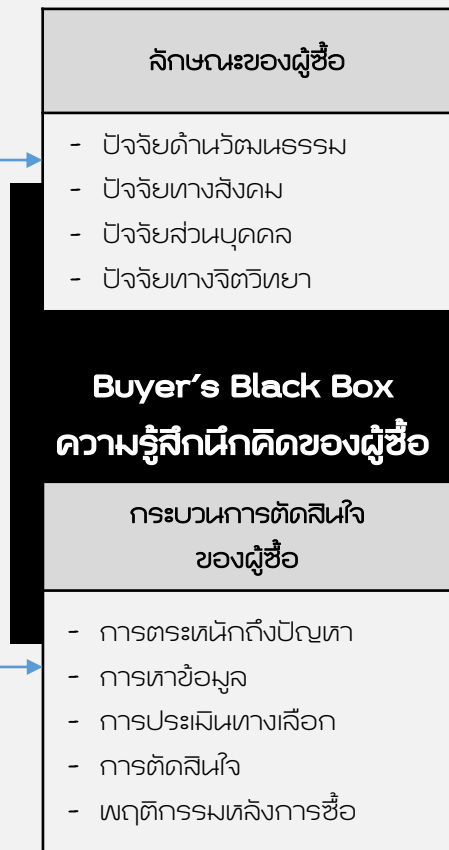 ลักษณะของผู้ซื้อ
- ปัจจัยด้านวัฒนธรรม
- ปัจจัยทางสังคม
- ปัจจัยส่วนบุคคล
- ปัจจัยทางจิตวิทยา
Buyer's Black Box
ความรู้สึกนึกคิดของผู้ซื้อ
กระบวนการตัดสินใจ
ของผู้ซื้อ
- การตระหนักถึงปัญหา
- การหาข้อมูล
- การประเมินทางเลือก
- การตัดสินใจ
- พฤติกรรมหลังการซื้อ